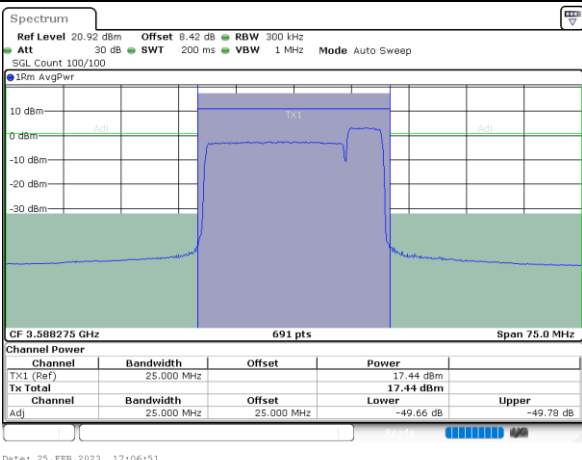 Spectrum
Ref Level 20.92 dBm Offset 8.42 dB RBW 300 kHz
Att 30 dB SWT 200 ms VBW 1 MHz Mode Auto Sweep
SGL Count 100/100
1Rm AvgPwr
10 dBm
TX1
0 dBm
Adj Adj
-10 dBm
-20 dBm
-30 dBm
CF 3.588275 GHz 691 pts Span 75.0 MHz
Channel Power
Channel Bandwidth Offset Power
TX1 (Ref) 25.000 MHz 17.44 dBm
Tx Total 17.44 dBm
Channel Bandwidth Offset Lower Upper
Adj 25.000 MHz 25.000 MHz -49.66 dB -49.78 dB
Ready
Date: 25.FEB.2023 17:06:51